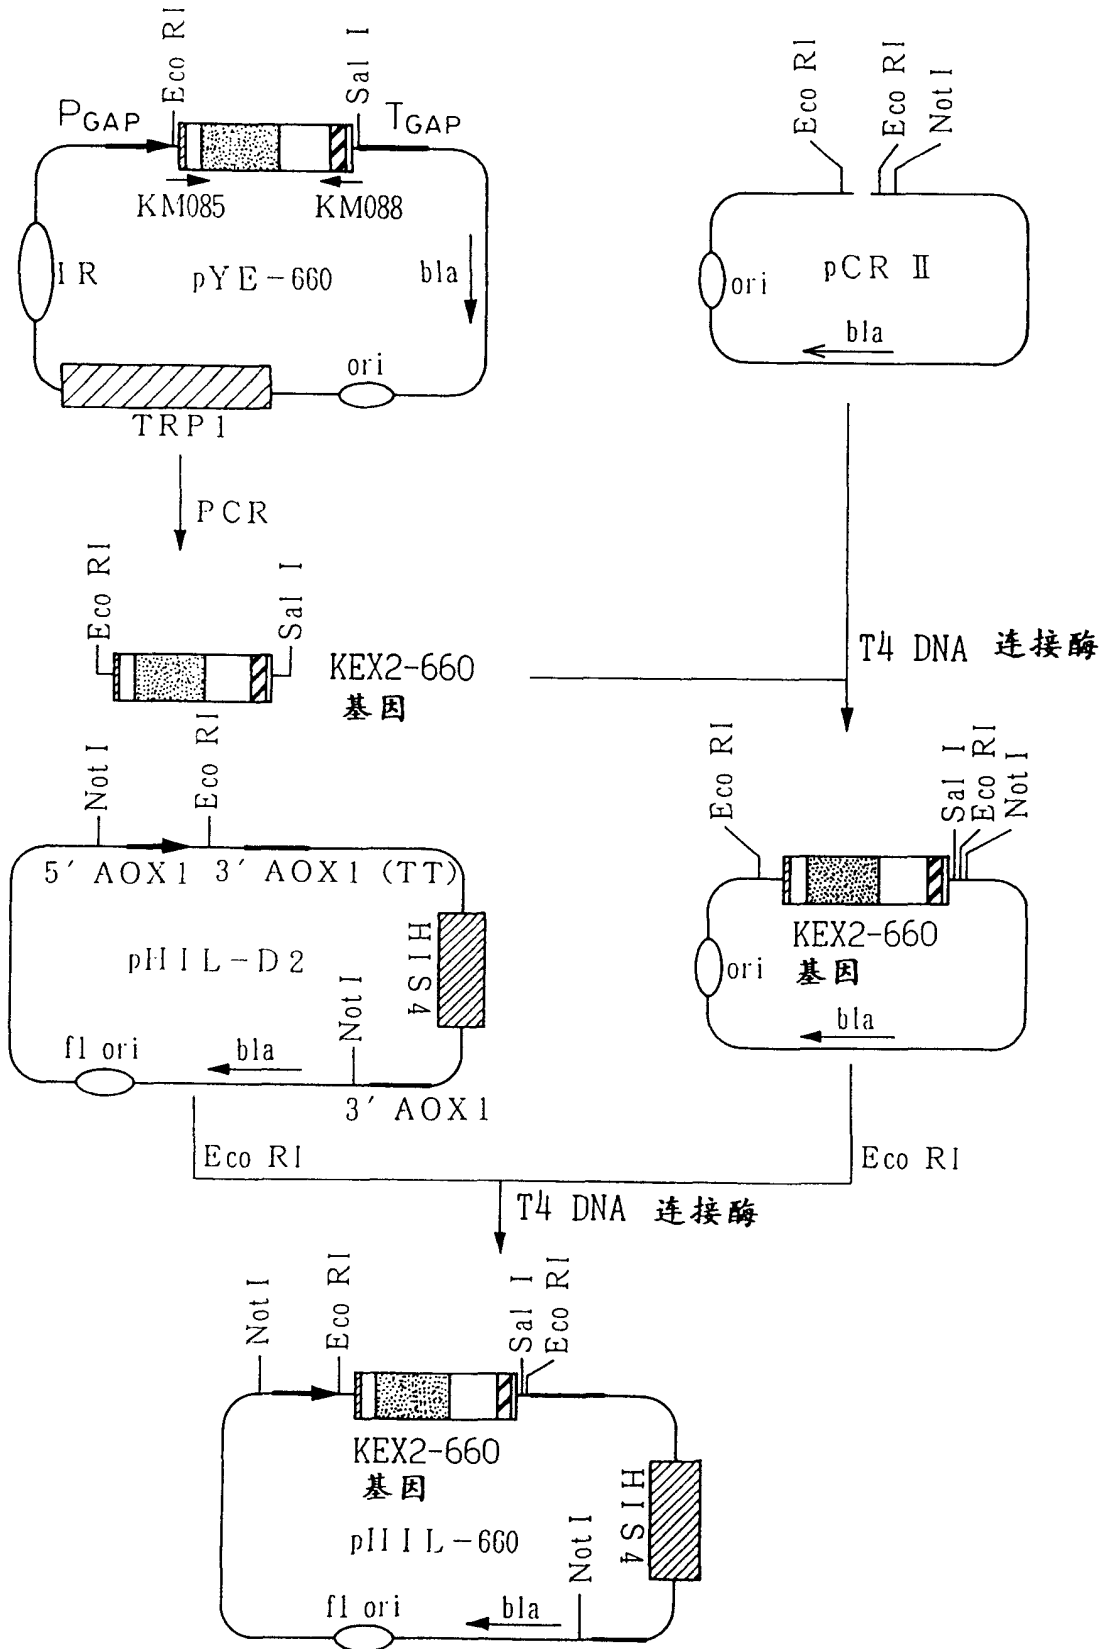 Eco RI
Sal I
PGAP
TGAP
KM085
KM088
IR
pYE-660
bla
ori
TRP1
Eco RI
Eco RI
Not I
pCR II
ori
bla
PCR
Eco RI
Sal I
KEX2-660
基因
T4 DNA 连接酶
Not I
Eco RI
5' AOX1
3' AOX1 (TT)
pHIL-D2
HIS4
Not I
f1 ori
bla
3' AOX1
Eco RI
Sal I
Eco RI
Not I
KEX2-660
基因
ori
bla
Eco RI
Eco RI
T4 DNA 连接酶
Not I
Eco RI
Sal I
Eco RI
KEX2-660
基因
pHIL-660
HIS4
Not I
f1 ori
bla